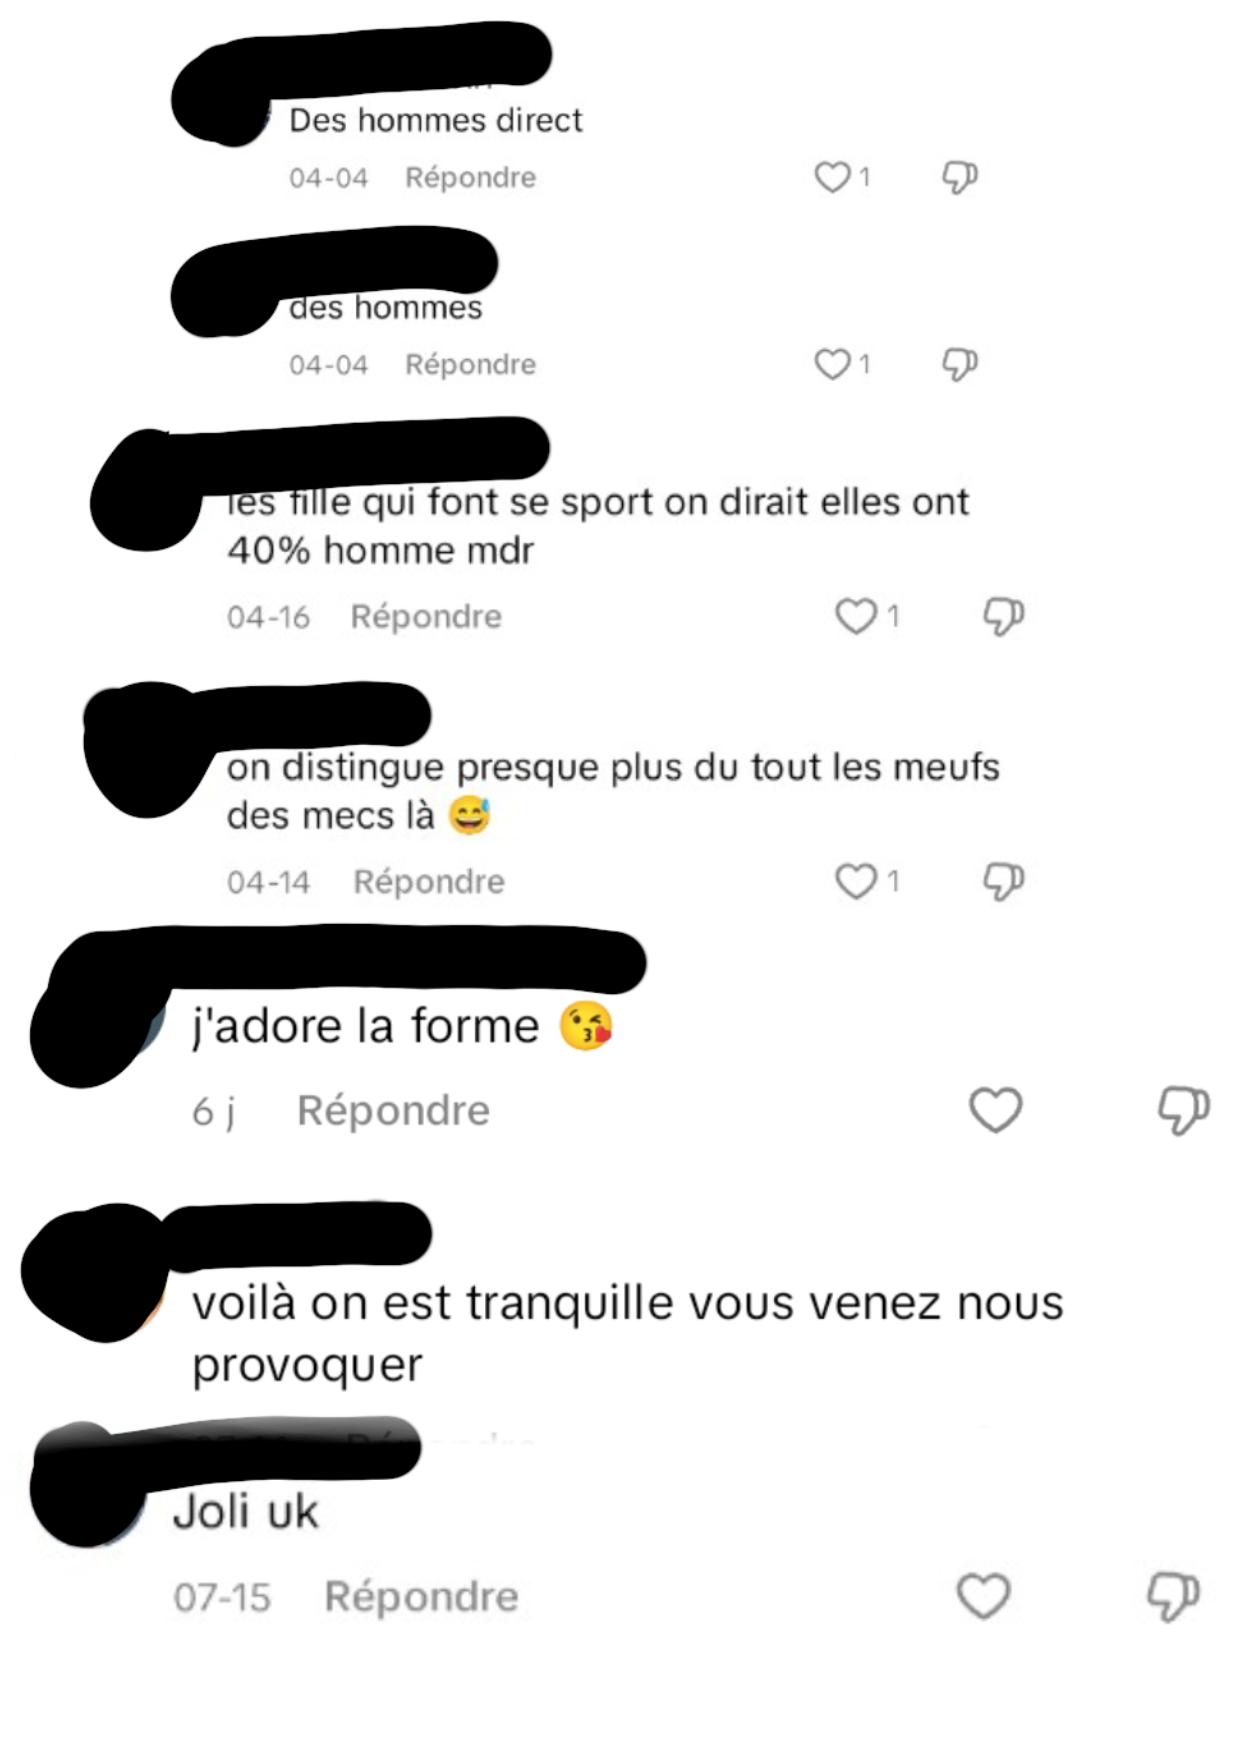 Des hommes direct
04-04 Répondre 1
des hommes
04-04 Répondre 1
les fille qui font se sport on dirait elles ont
40% homme mdr
04-16 Répondre 1
on distingue presque plus du tout les meufs
des mecs là 😅
04-14 Répondre 1
j'adore la forme 😘
6 j Répondre
voilà on est tranquille vous venez nous
provoquer
Joli uk
07-15 Répondre